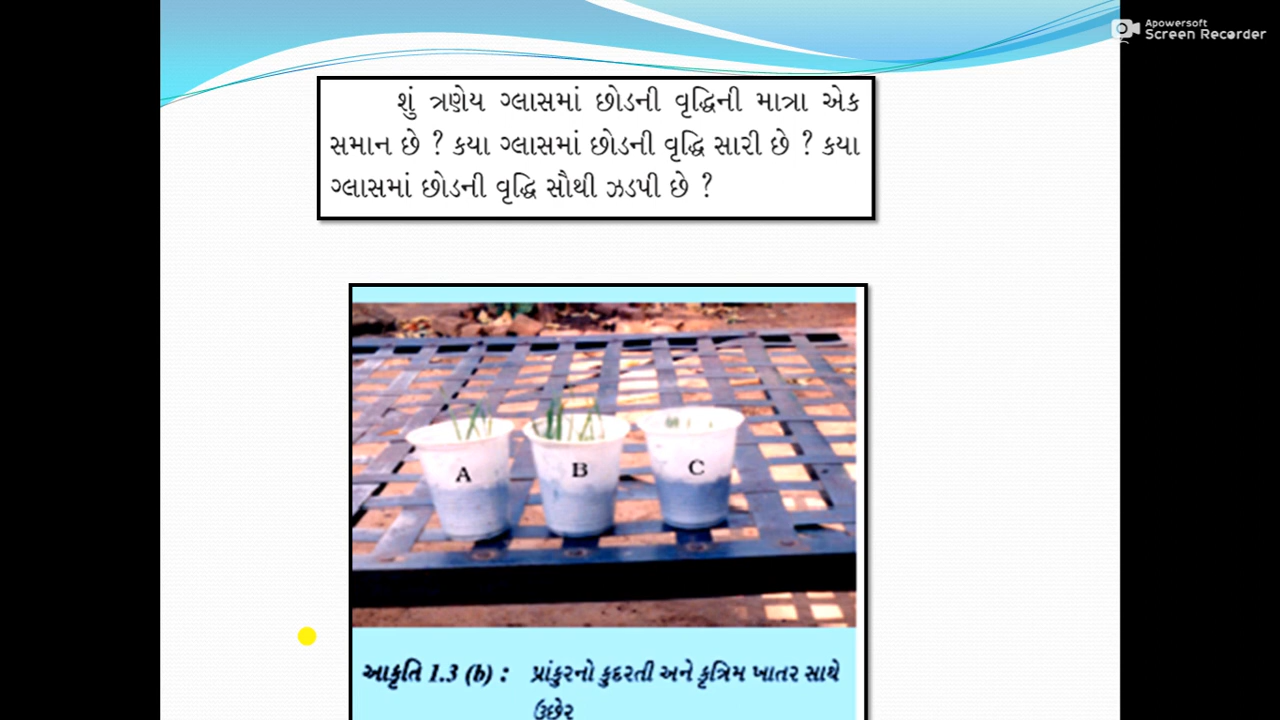 Apowersoft
Screen Recorder
શું ત્રણેય ગ્લાસમાં છોડની વૃદ્ધિની માત્રા એક
સમાન છે ? કયા ગ્લાસમાં છોડની વૃદ્ધિ સારી છે ? કયા
ગ્લાસમાં છોડની વૃદ્ધિ સૌથી ઝડપી છે ?
A B C
આકૃતિ 1.3 (b) : પ્રાંકુરનો કુદરતી અને કૃત્રિમ ખાતર સાથે
ઉછેર